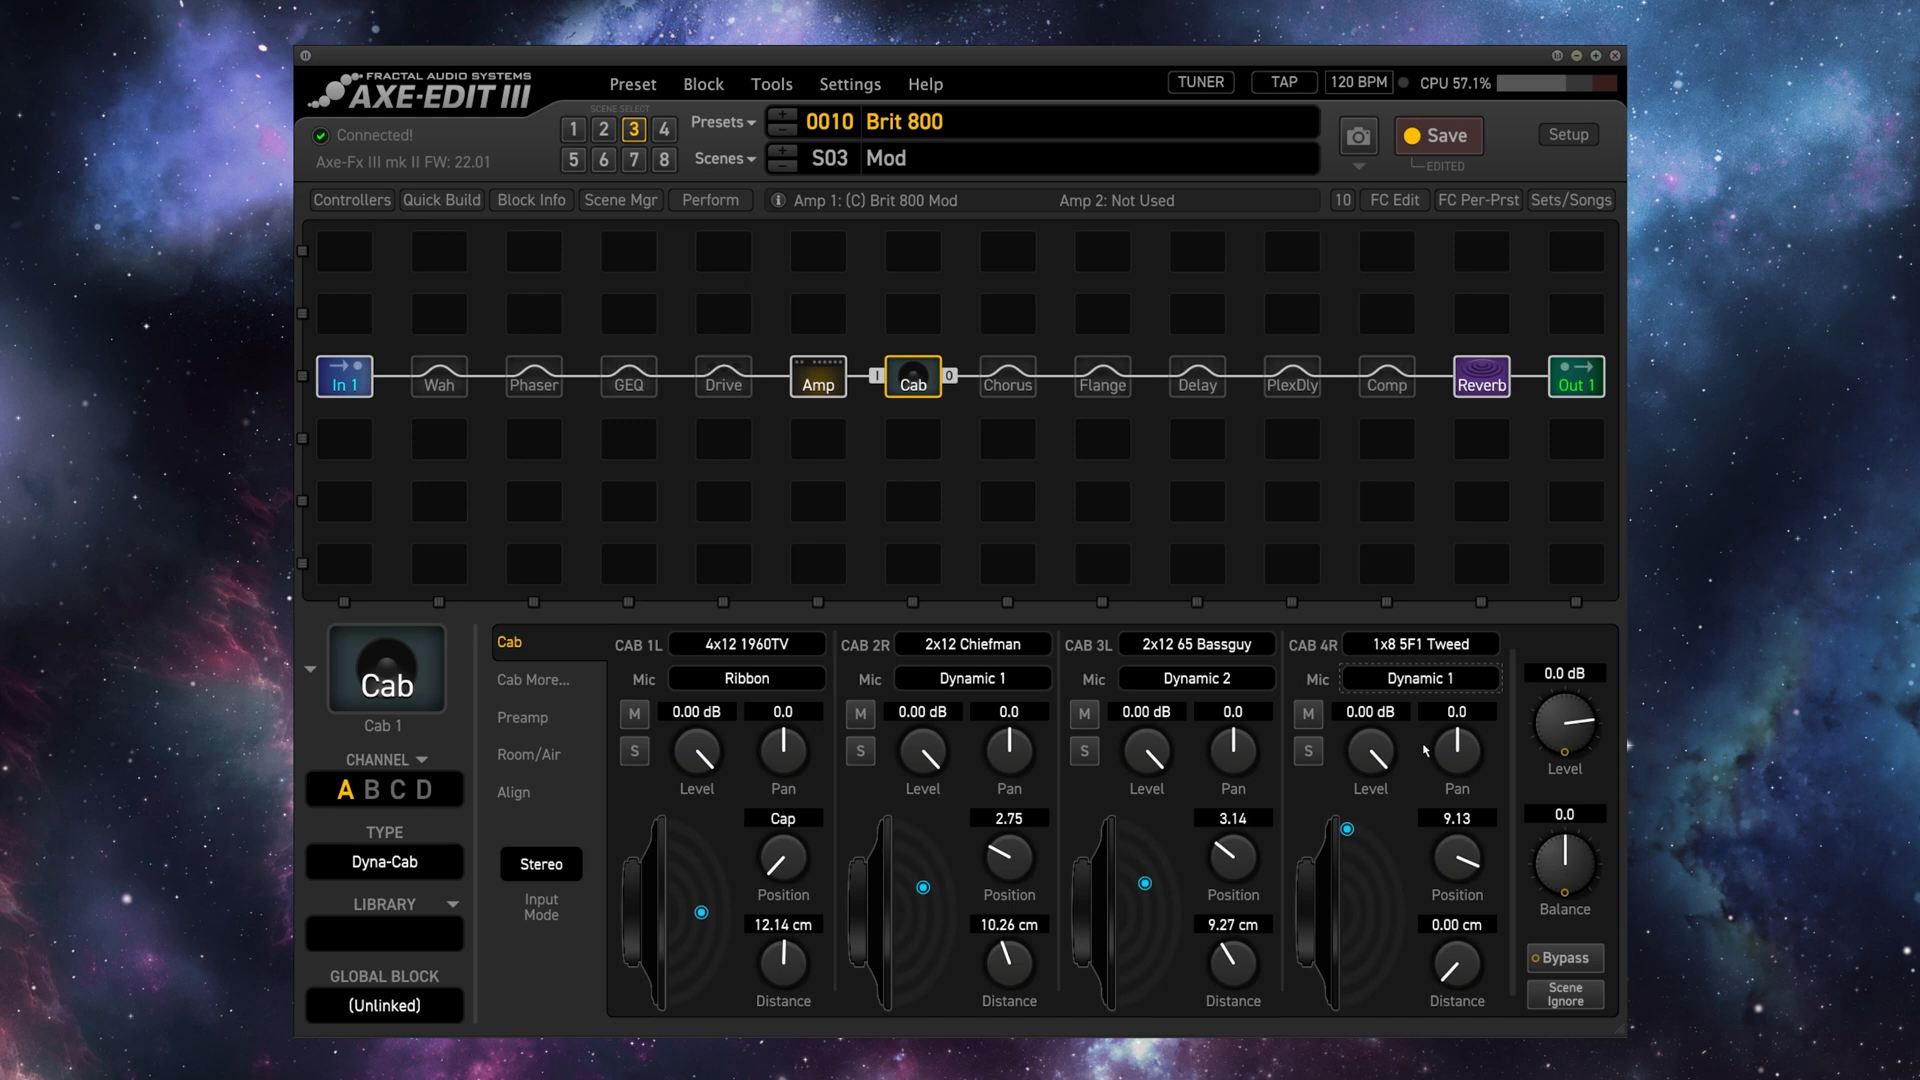 FRACTAL AUDIO SYSTEMS
AXE-EDIT III
Preset Block Tools Settings Help
TUNER TAP 120 BPM CPU 57.1%
SCENE SELECT
1 2 3 4
5 6 7 8
Presets 0010 Brit 800
Scenes S03 Mod
Save
EDITED
Setup
Connected!
Axe-Fx III mk II FW: 22.01
Controllers Quick Build Block Info Scene Mgr Perform Amp 1: (C) Brit 800 Mod Amp 2: Not Used 10 FC Edit FC Per-Prst Sets/Songs
In 1 Wah Phaser GEQ Drive Amp I Cab O Chorus Flange Delay PlexDly Comp Reverb Out 1
Cab
Cab 1
CHANNEL
A B C D
TYPE
Dyna-Cab
LIBRARY
GLOBAL BLOCK
(Unlinked)
Cab
Cab More...
Preamp
Room/Air
Align
Stereo
Input
Mode
CAB 1L 4x12 1960TV
Mic Ribbon
M 0.00 dB 0.0
S
Level Pan
Cap
Position
12.14 cm
Distance
CAB 2R 2x12 Chiefman
Mic Dynamic 1
M 0.00 dB 0.0
S
Level Pan
2.75
Position
10.26 cm
Distance
CAB 3L 2x12 65 Bassguy
Mic Dynamic 2
M 0.00 dB 0.0
S
Level Pan
3.14
Position
9.27 cm
Distance
CAB 4R 1x8 5F1 Tweed
Mic Dynamic 1
M 0.00 dB 0.0
S
Level Pan
9.13
Position
0.00 cm
Distance
0.0 dB
Level
0.0
Balance
Bypass
Scene
Ignore